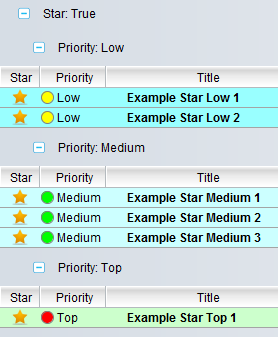 Star: True
Priority: Low
Star Priority Title
Low Example Star Low 1
Low Example Star Low 2
Priority: Medium
Star Priority Title
Medium Example Star Medium 1
Medium Example Star Medium 2
Medium Example Star Medium 3
Priority: Top
Star Priority Title
Top Example Star Top 1